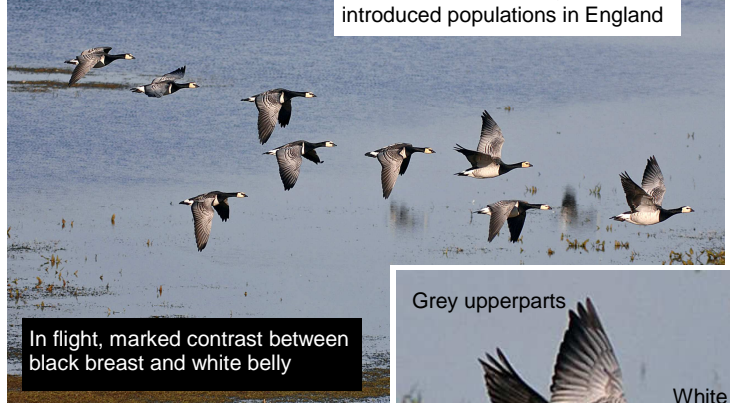 introduced populations in England
In flight, marked contrast between
black breast and white belly
Grey upperparts
White